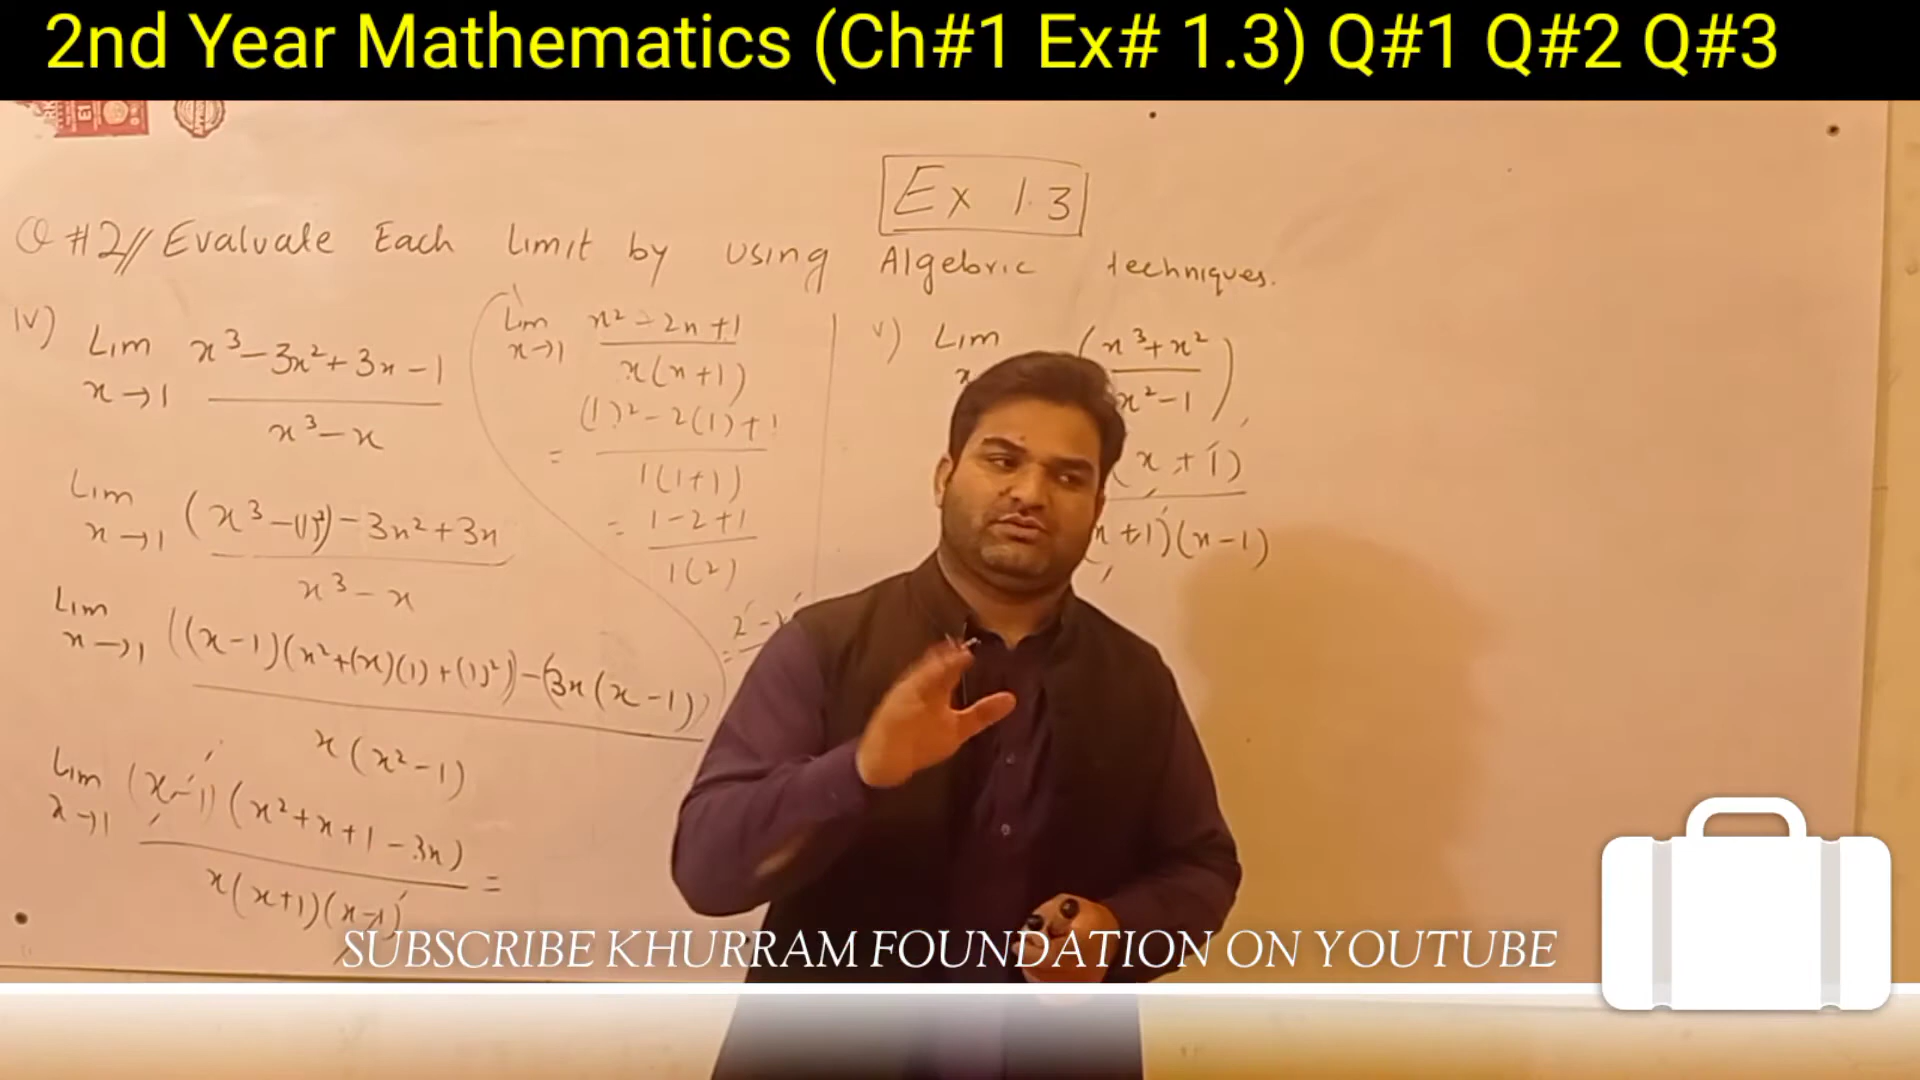 2nd Year Mathematics (Ch#1 Ex# 1.3) Q#1 Q#2 Q#3
Ex 1.3
Q #2// Evaluate Each Limit by using Algebric techniques.
iv) Lim x→1 x³-3x²+3x-1
x³-x
Lim x→1 (x³-(1)³)-3x²+3x
x³-x
Lim x→1 ((x-1)(x²+(x)(1)+(1)²)-(3x(x-1))
x(x²-1)
Lim x→1 (x-1)(x²+x+1-3x)
x(x+1)(x-1) =
Lim x→1 x²-2x+1
x(x+1)
= (1)²-2(1)+1
1(1+1)
= 1-2+1
1(2)
= 2-2
v) Lim (x³+x²
x²-1)
(x+1)
x+1)(x-1)
SUBSCRIBE KHURRAM FOUNDATION ON YOUTUBE